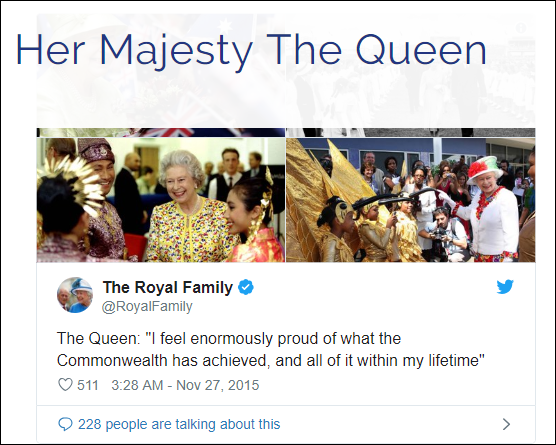 Her Majesty The Queen
The Royal Family
@RoyalFamily
The Queen: "I feel enormously proud of what the
Commonwealth has achieved, and all of it within my lifetime"
511 3:28 AM - Nov 27, 2015
228 people are talking about this